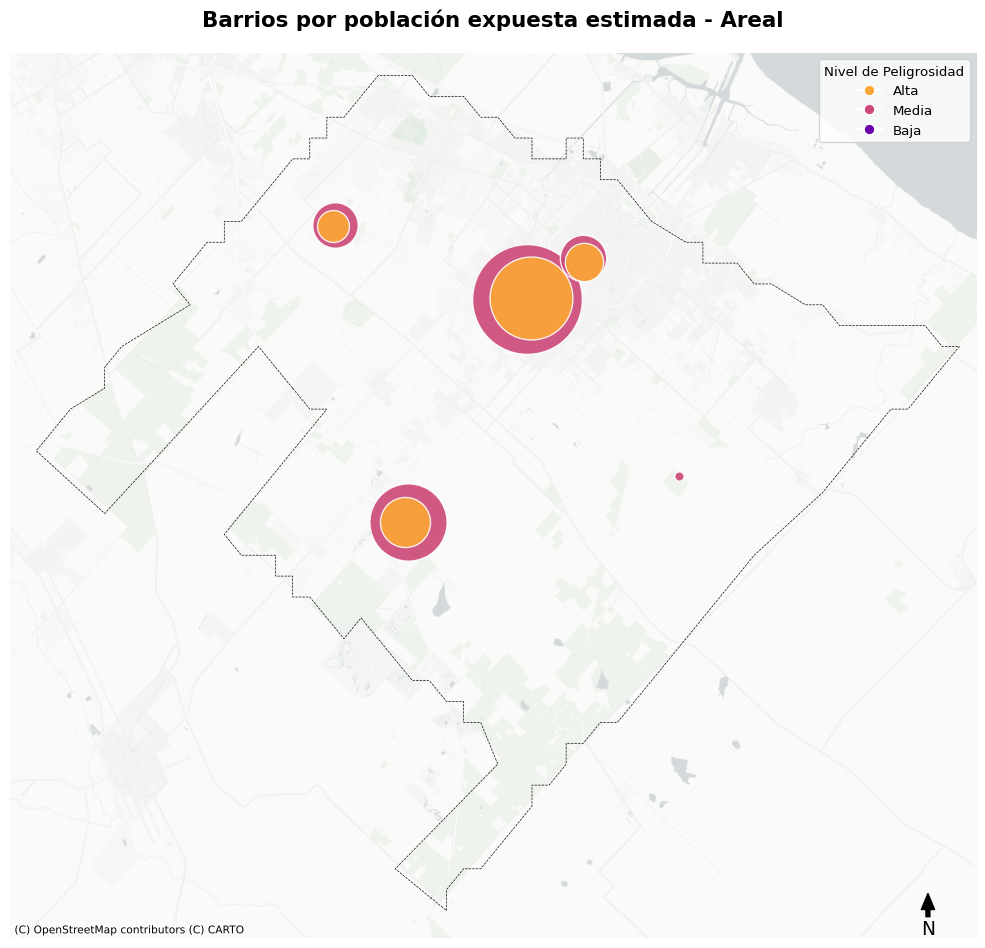 Barrios por población expuesta estimada - Areal
Nivel de Peligrosidad
Alta
Media
Baja
(C) OpenStreetMap contributors (C) CARTO
N